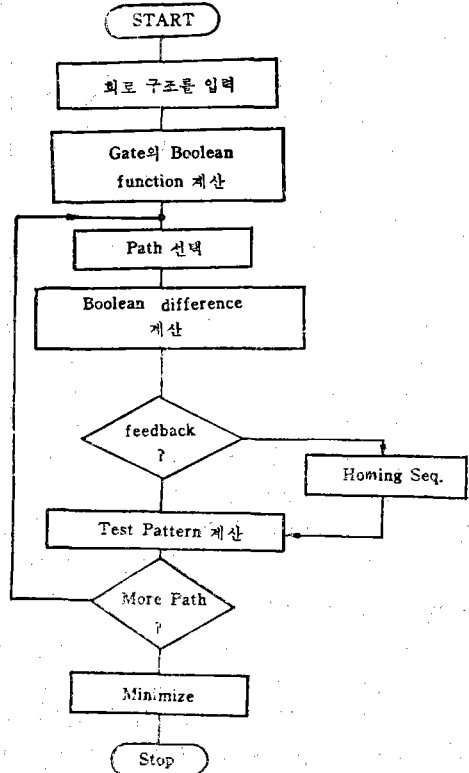 START
회로 구조를 입력
Gate의 Boolean
function 계산
Path 선택
Boolean difference
계산
feedback
?
Homing Seq.
Test Pattern 계산
More Path
?
Minimize
Stop